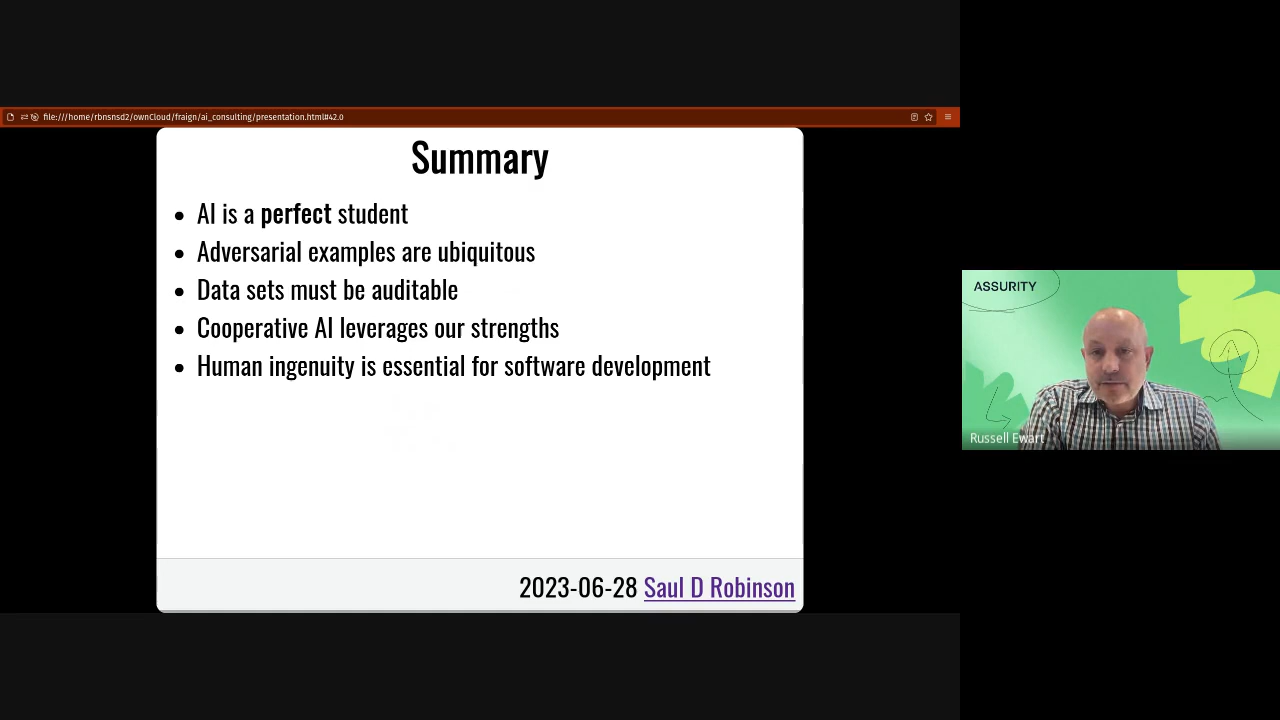 file:///home/rbnsnsd2/ownCloud/fraign/ai_consulting/presentation.html#42.0
Summary
AI is a perfect student
Adversarial examples are ubiquitous
Data sets must be auditable
Cooperative AI leverages our strengths
Human ingenuity is essential for software development
2023-06-28 Saul D Robinson
ASSURITY
Russell Ewart